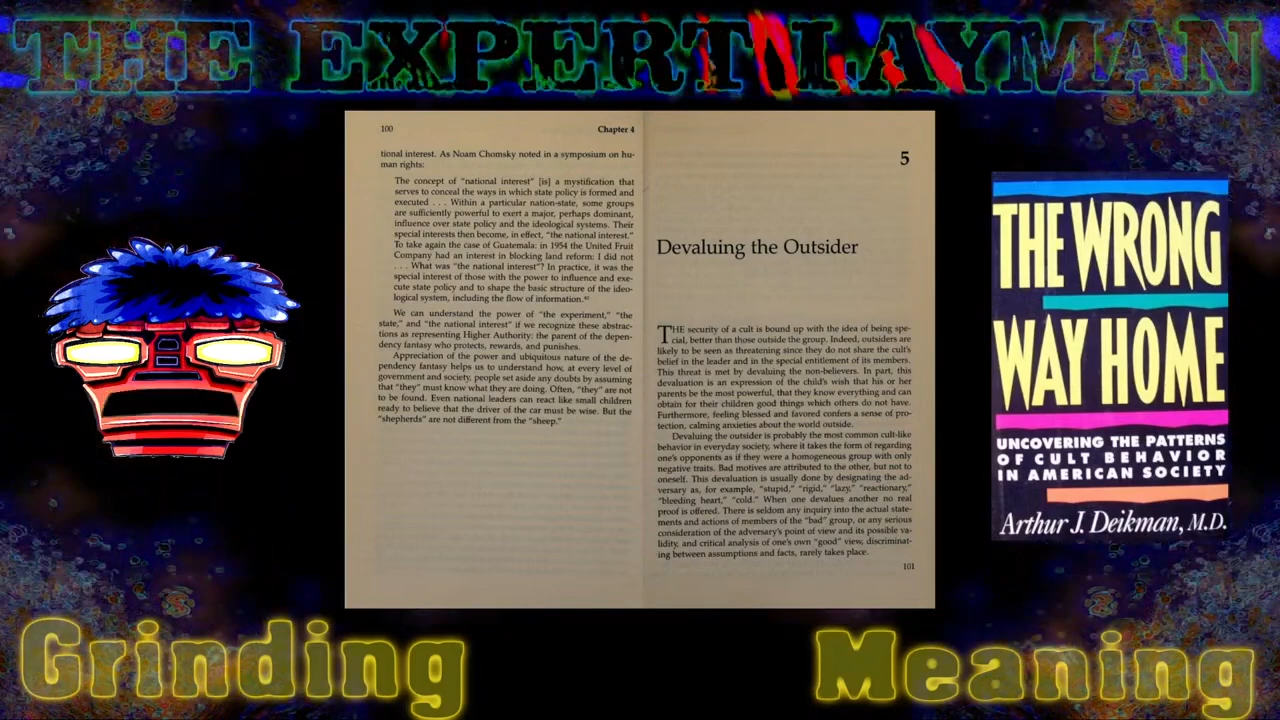 THE EXPERT LAYMAN
100
Chapter 4
tional interest. As Noam Chomsky noted in a symposium on hu-
man rights:
The concept of “national interest” [is] a mystification that
serves to conceal the ways in which state policy is formed and
executed . . . Within a particular nation-state, some groups
are sufficiently powerful to exert a major, perhaps dominant,
influence over state policy and the ideological systems. Their
special interests then become, in effect, “the national interest.”
To take again the case of Guatemala: in 1954 the United Fruit
Company had an interest in blocking land reform: I did not
. . . What was “the national interest”? In practice, it was the
special interest of those with the power to influence and exe-
cute state policy and to shape the basic structure of the ideo-
logical system, including the flow of information.
We can understand the power of “the experiment,” “the
state,” and “the national interest” if we recognize these abstrac-
tions as representing Higher Authority: the parent of the depen-
dency fantasy who protects, rewards, and punishes.
Appreciation of the power and ubiquitous nature of the de-
pendency fantasy helps us to understand how, at every level of
government and society, people set aside any doubts by assuming
that “they” must know what they are doing. Often, “they” are not
to be found. Even national leaders can react like small children
ready to believe that the driver of the car must be wise. But the
“shepherds” are not different from the “sheep.”
5
Devaluing the Outsider
THE security of a cult is bound up with the idea of being spe-
cial, better than those outside the group. Indeed, outsiders are
likely to be seen as threatening since they do not share the cult’s
belief in the leader and in the special entitlement of its members.
This threat is met by devaluing the non-believers. In part, this
devaluation is an expression of the child’s wish that his or her
parents be the most powerful, that they know everything and can
obtain for their children good things which others do not have.
Furthermore, feeling blessed and favored confers a sense of pro-
tection, calming anxieties about the world outside.
Devaluing the outsider is probably the most common cult-like
behavior in everyday society, where it takes the form of regarding
one’s opponents as if they were a homogeneous group with only
negative traits. Bad motives are attributed to the other, but not to
oneself. This devaluation is usually done by designating the ad-
versary as, for example, “stupid,” “rigid,” “lazy,” “reactionary,”
“bleeding heart,” “cold.” When one devalues another no real
proof is offered. There is seldom any inquiry into the actual state-
ments and actions of members of the “bad” group, or any serious
consideration of the adversary’s point of view and its possible va-
lidity, and critical analysis of one’s own “good” view, discriminat-
ing between assumptions and facts, rarely takes place.
101
THE WRONG
WAY HOME
UNCOVERING THE PATTERNS
OF CULT BEHAVIOR
IN AMERICAN SOCIETY
Arthur J. Deikman, M.D.
Grinding
Meaning